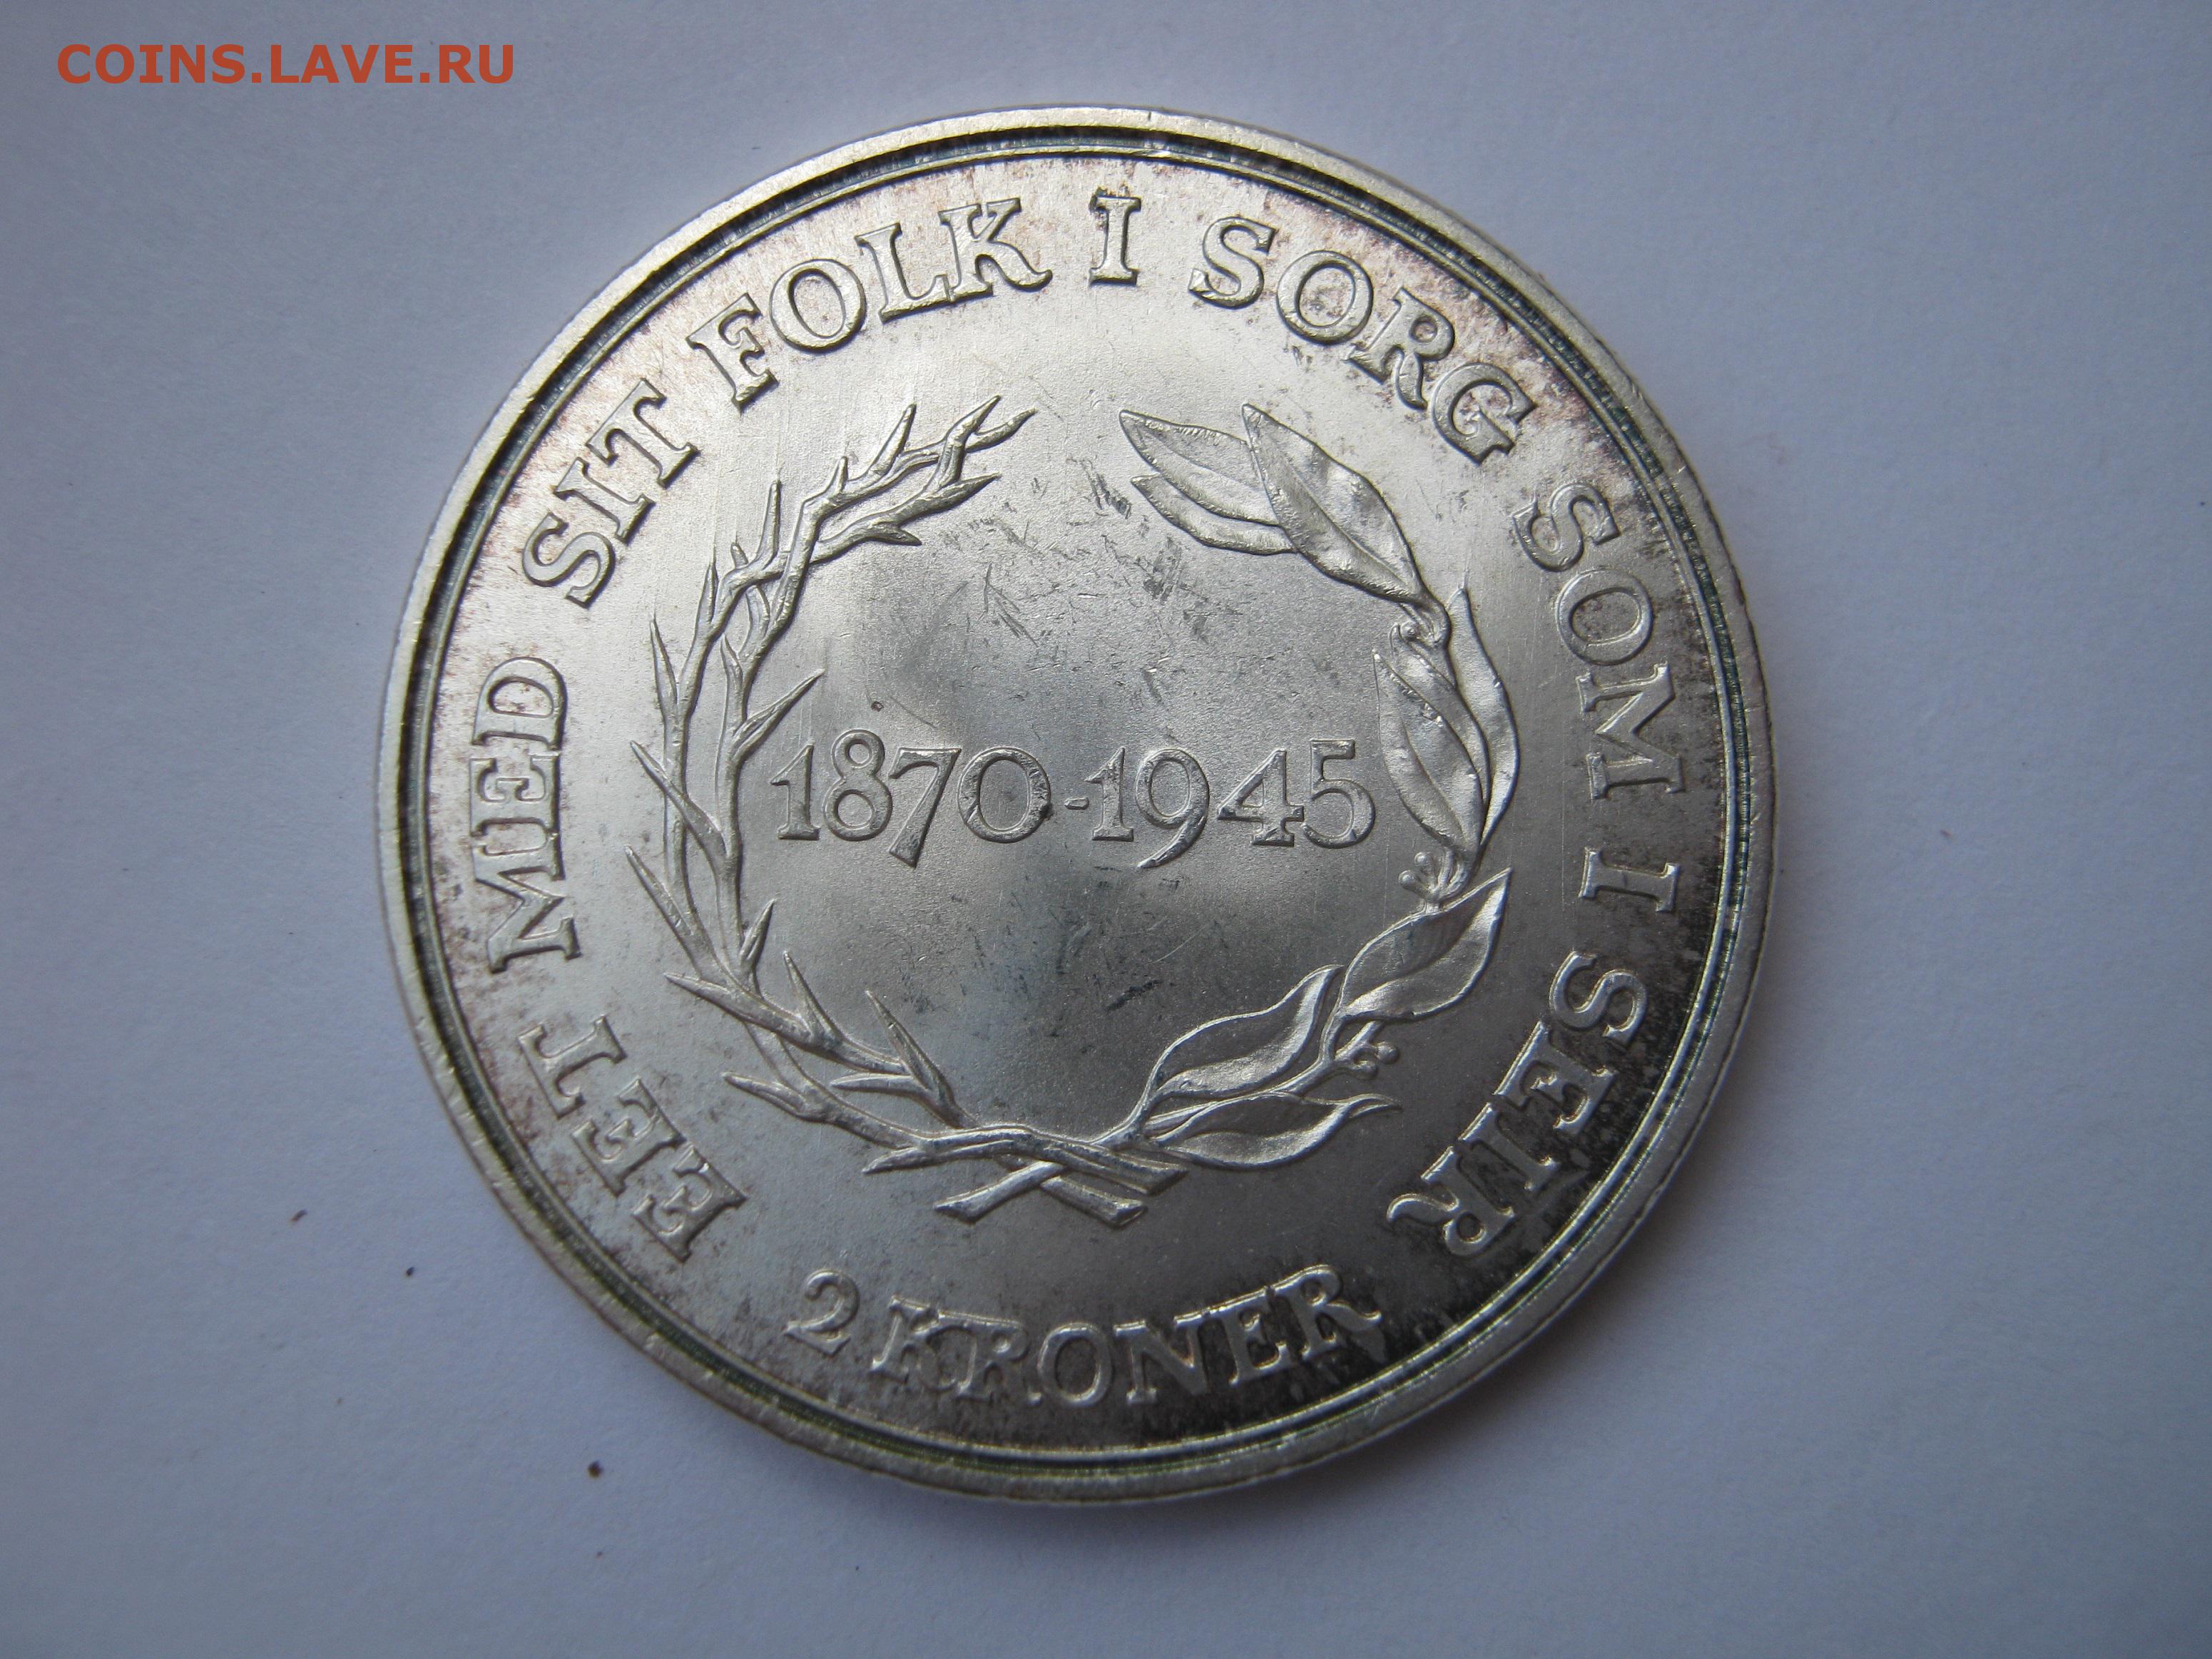 COINS.LAVE.RU
EET MED SIT FOLK I SORG SOM I SEIR
1870-1945
2 KRONER